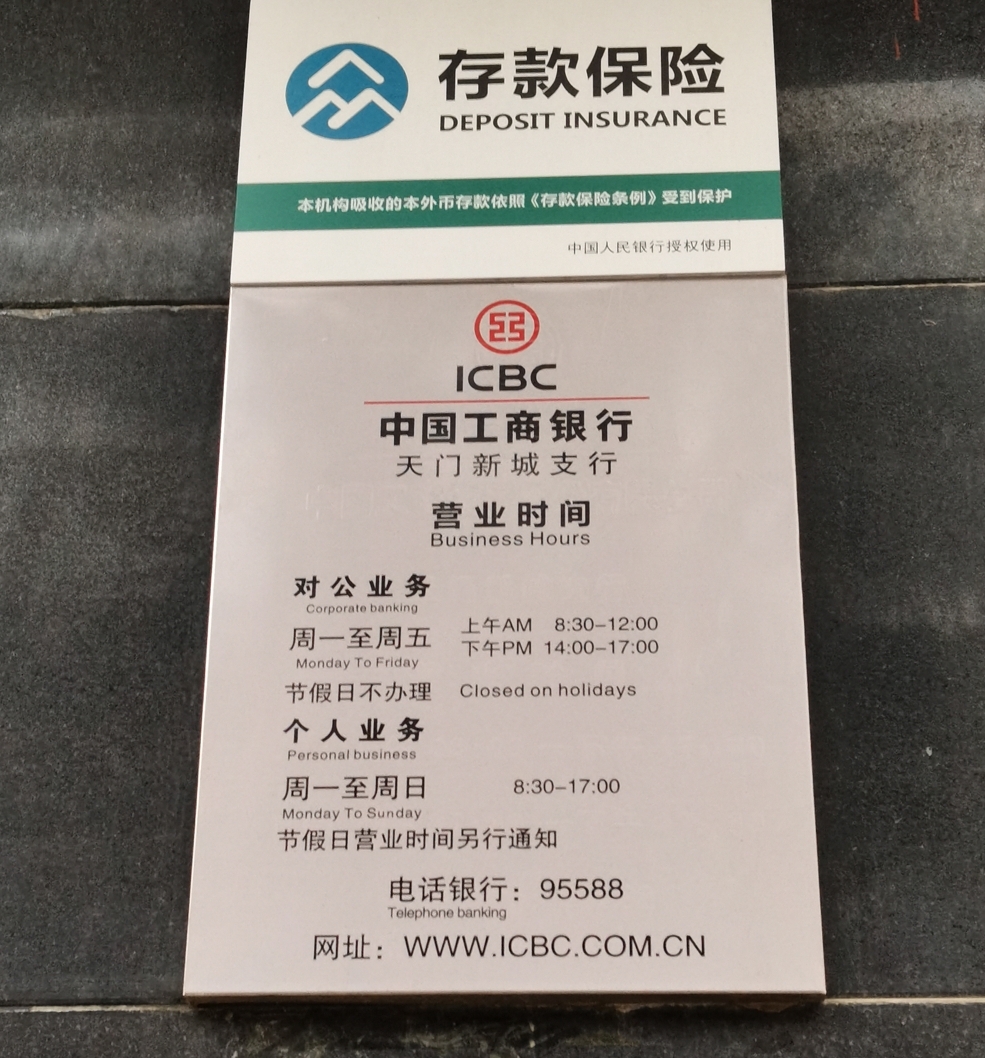 存款保险
DEPOSIT INSURANCE
本机构吸收的本外币存款依照《存款保险条例》受到保护
中国人民银行授权使用
ICBC
中国工商银行
天门新城支行
营业时间
Business Hours
对公业务
Corporate banking
周一至周五 上午AM 8:30-12:00
Monday To Friday 下午PM 14:00-17:00
节假日不办理 Closed on holidays
个人业务
Personal business
周一至周日 8:30-17:00
Monday To Sunday
节假日营业时间另行通知
电话银行：95588
Telephone banking
网址：WWW.ICBC.COM.CN